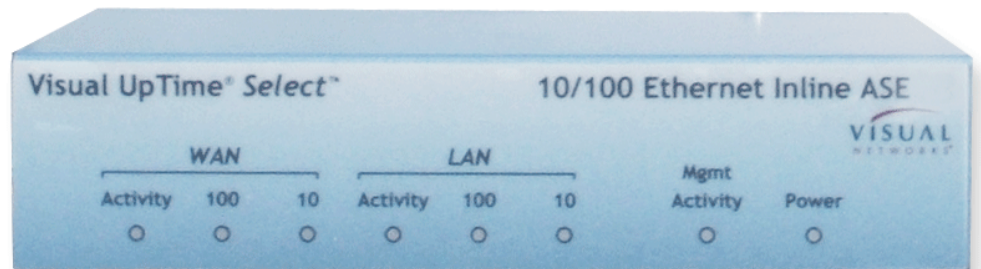 Visual UpTime® Select™ 10/100 Ethernet Inline ASE
VISUAL
NETWORKS®
WAN LAN
Mgmt
Activity 100 10 Activity 100 10 Activity Power